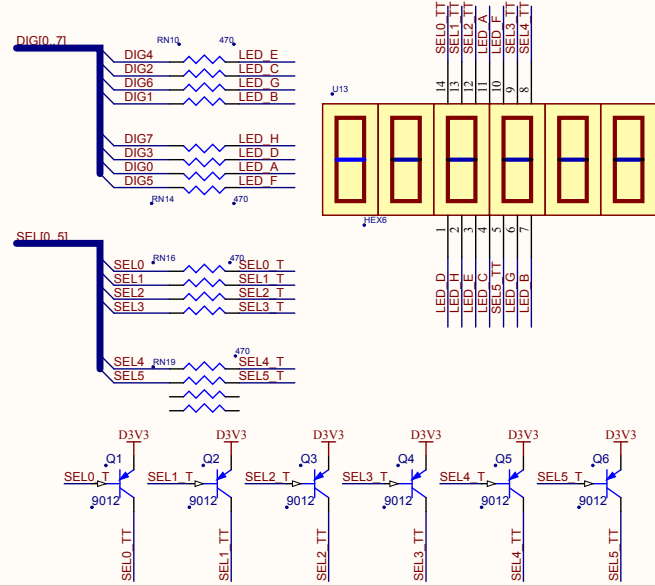 DIG[0..7]
RN10 470
DIG4 LED_E
DIG2 LED_C
DIG6 LED_G
DIG1 LED_B
DIG7 LED_H
DIG3 LED_D
DIG0 LED_A
DIG5 LED_F
RN14 470
SEL0_TT
SEL1_TT
SEL2_TT
LED_A
LED_F
SEL3_TT
SEL4_TT
14
13
12
11
10
9
8
U13
HEX6
1
2
3
4
5
6
7
LED_D
LED_H
LED_E
LED_C
SEL5_TT
LED_G
LED_B
SEL[0..5]
RN16 470
SEL0 SEL0_T
SEL1 SEL1_T
SEL2 SEL2_T
SEL3 SEL3_T
470
SEL4 RN19 SEL4_T
SEL5 SEL5_T
D3V3 D3V3 D3V3 D3V3 D3V3 D3V3
Q1 Q2 Q3 Q4 Q5 Q6
SEL0_T SEL1_T SEL2_T SEL3_T SEL4_T SEL5_T
9012 9012 9012 9012 9012 9012
SEL0_TT
SEL1_TT
SEL2_TT
SEL3_TT
SEL4_TT
SEL5_TT